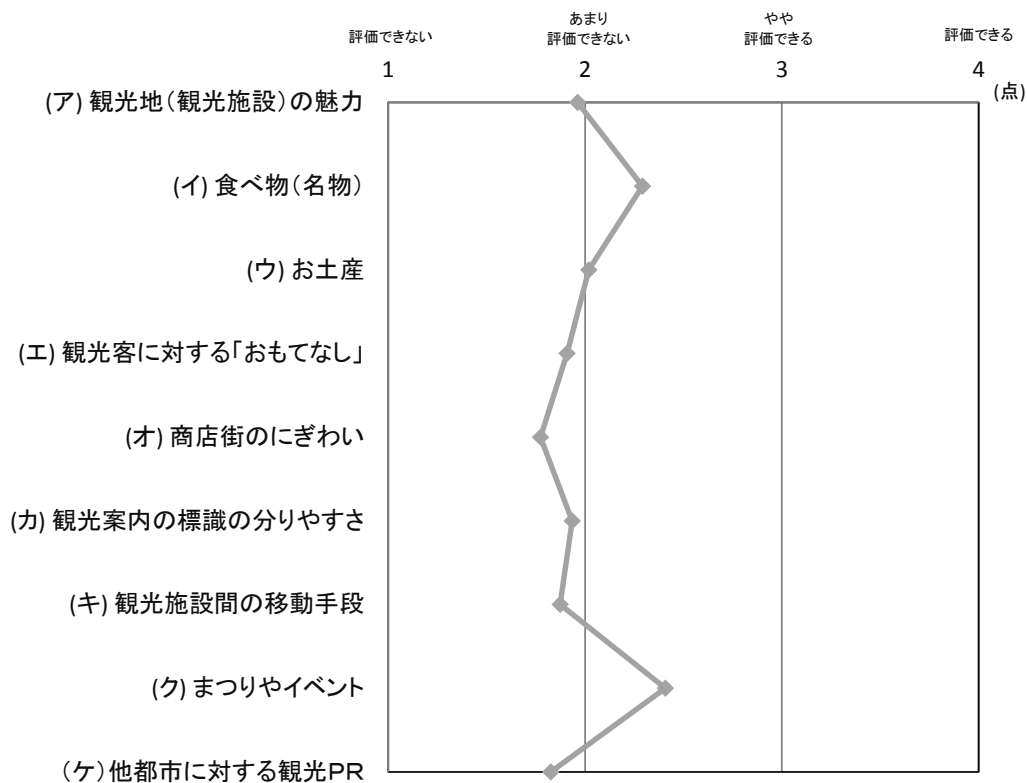 評価できない
あまり
評価できない
やや
評価できる
評価できる
1 2 3 4
(点)
(ア) 観光地(観光施設)の魅力
(イ) 食べ物(名物)
(ウ) お土産
(エ) 観光客に対する「おもてなし」
(オ) 商店街のにぎわい
(カ) 観光案内の標識の分りやすさ
(キ) 観光施設間の移動手段
(ク) まつりやイベント
(ケ) 他都市に対する観光PR